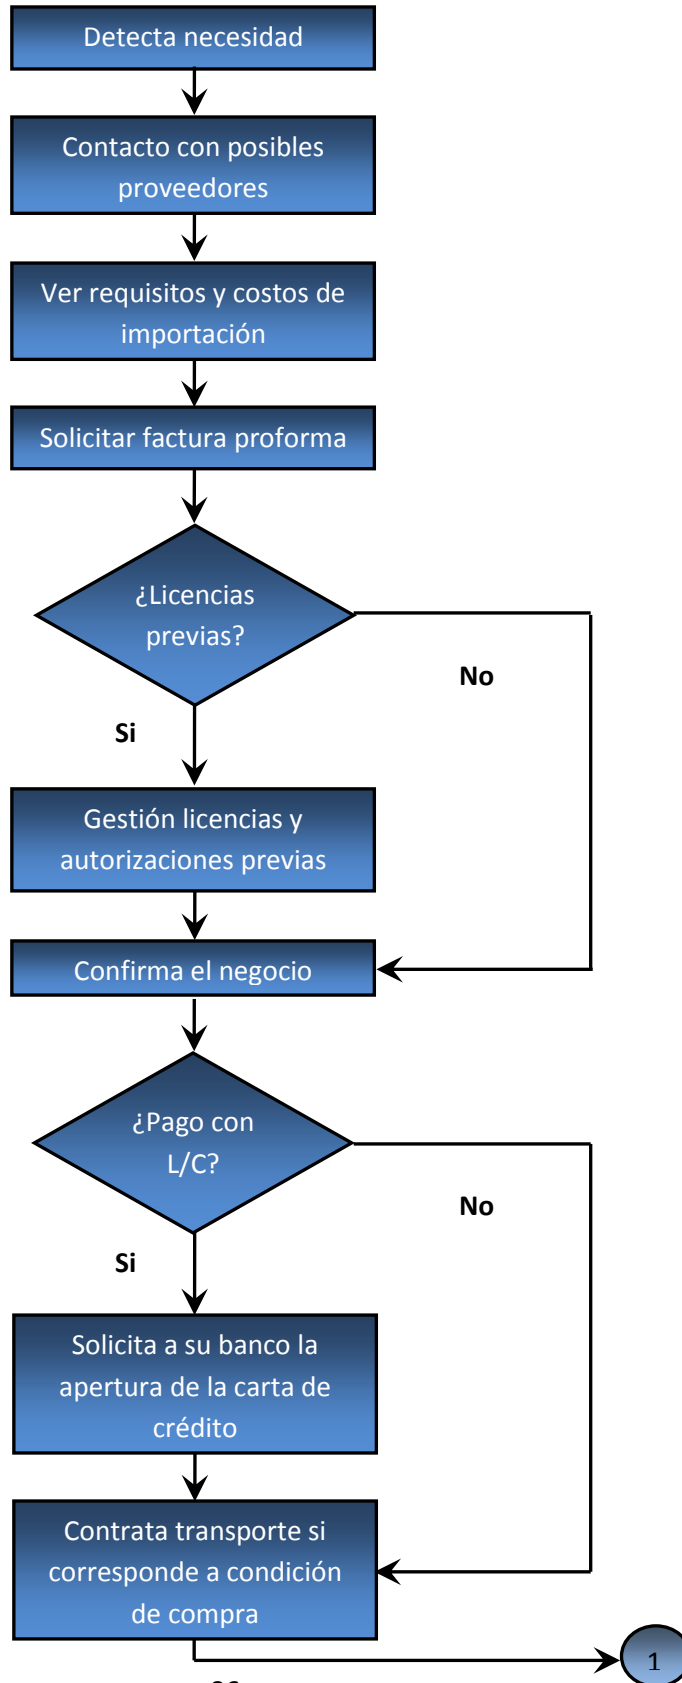 Detecta necesidad
Contacto con posibles
proveedores
Ver requisitos y costos de
importación
Solicitar factura proforma
¿Licencias
previas?
No
Si
Gestión licencias y
autorizaciones previas
Confirma el negocio
¿Pago con
L/C?
No
Si
Solicita a su banco la
apertura de la carta de
crédito
Contrata transporte si
corresponde a condición
de compra
1